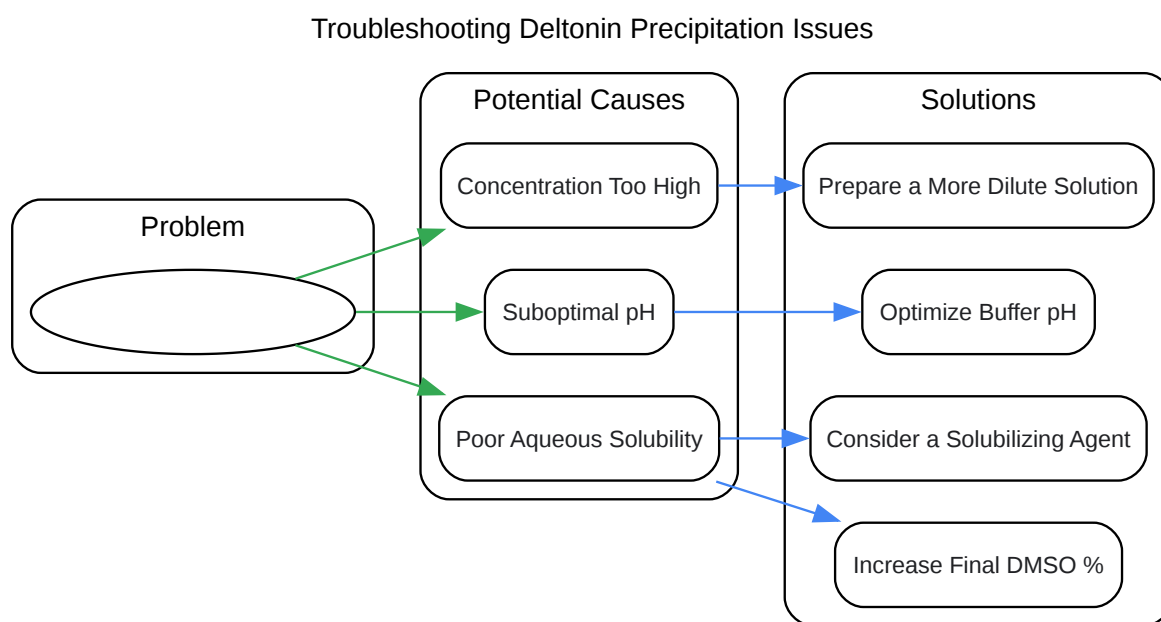 Troubleshooting Deltonin Precipitation Issues
Problem
Potential Causes
Concentration Too High
Suboptimal pH
Poor Aqueous Solubility
Solutions
Prepare a More Dilute Solution
Optimize Buffer pH
Consider a Solubilizing Agent
Increase Final DMSO %